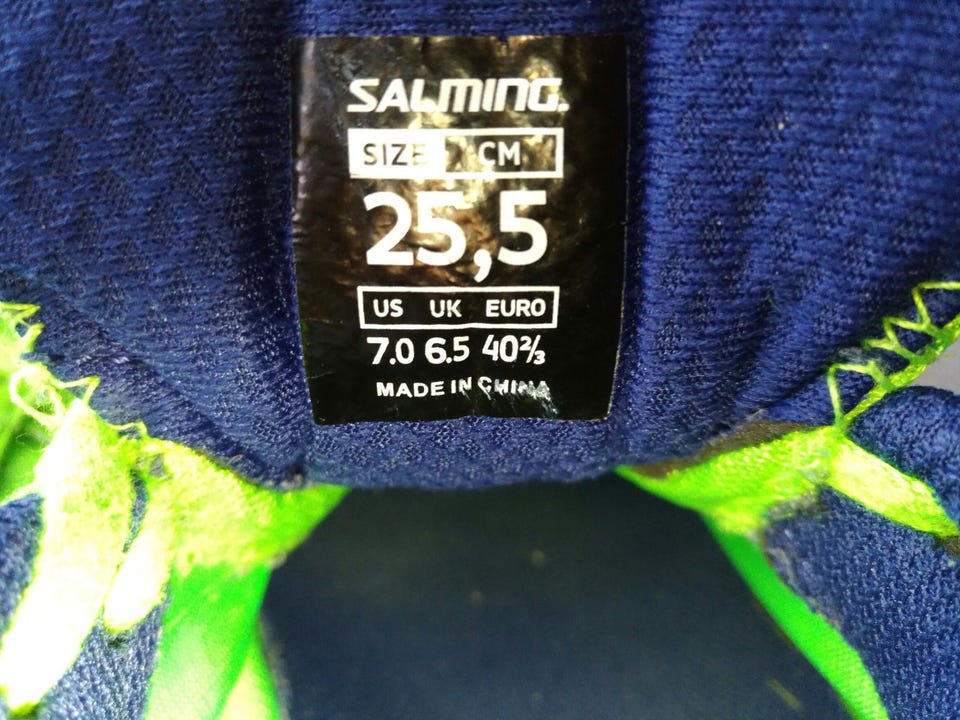 SALMING.
SIZE CM
25,5
US UK EURO
7.0 6.5 40⅔
MADE IN CHINA